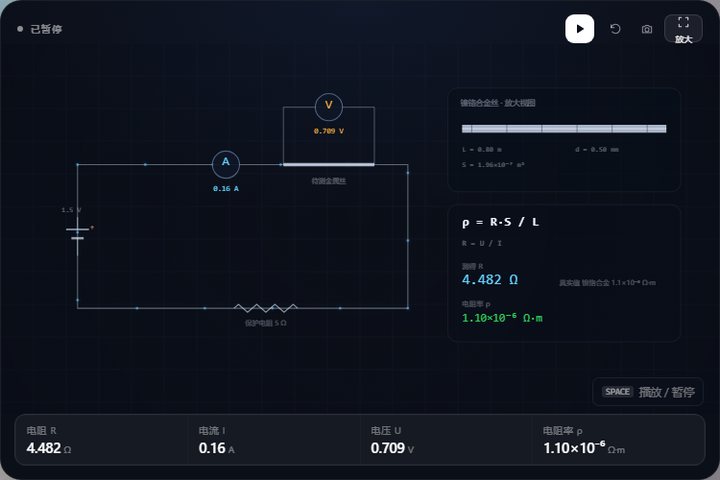 已暂停
放大
V
0.709 V
A
0.16 A
待测金属丝
1.5 V
+
保护电阻 5 Ω
镍铬合金丝 · 放大视图
L = 0.80 m
d = 0.50 mm
S = 1.96×10⁻⁷ m²
ρ = R·S / L
R = U / I
测得 R
4.482 Ω
真实值 镍铬合金 1.1×10⁻⁶ Ω·m
电阻率 ρ
1.10×10⁻⁶ Ω·m
SPACE 播放 / 暂停
电阻 R
4.482 Ω
电流 I
0.16 A
电压 U
0.709 V
电阻率 ρ
1.10×10⁻⁶ Ω·m